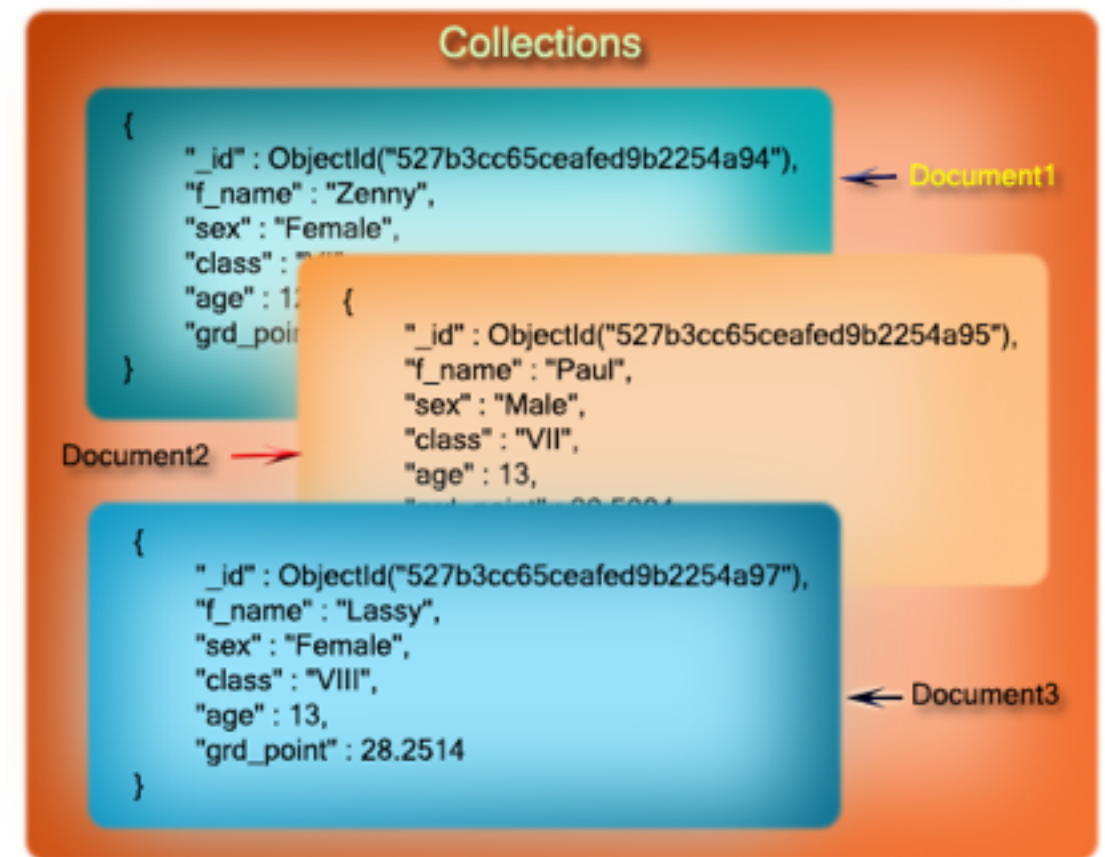 Collections
{
"_id" : ObjectId("527b3cc65ceafed9b2254a94"),
"f_name" : "Zenny",
"sex" : "Female",
"class" :
"age" :
}
Document1
{
"_id" : ObjectId("527b3cc65ceafed9b2254a95"),
"f_name" : "Paul",
"sex" : "Male",
"class" : "VII",
"age" : 13,
Document2
{
"_id" : ObjectId("527b3cc65ceafed9b2254a97"),
"f_name" : "Lassy",
"sex" : "Female",
"class" : "VIII",
"age" : 13,
"grd_point" : 28.2514
}
Document3